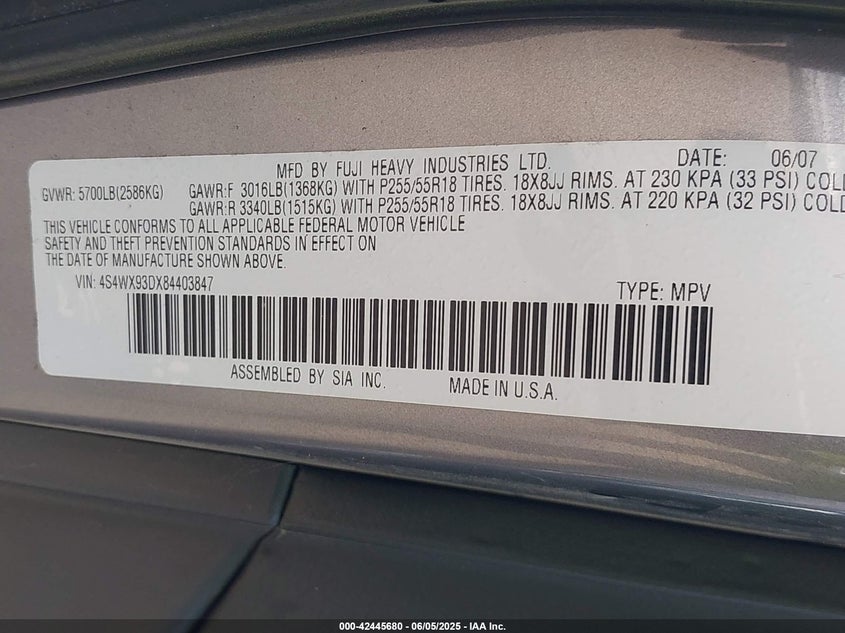 MFD BY FUJI HEAVY INDUSTRIES LTD. DATE: 06/07
GVWR: 5700LB(2586KG) GAWR:F 3016LB(1368KG) WITH P255/55R18 TIRES. 18X8JJ RIMS. AT 230 KPA (33 PSI) COLD
GAWR:R 3340LB(1515KG) WITH P255/55R18 TIRES. 18X8JJ RIMS. AT 220 KPA (32 PSI) COLD
THIS VEHICLE CONFORMS TO ALL APPLICABLE FEDERAL MOTOR VEHICLE
SAFETY AND THEFT PREVENTION STANDARDS IN EFFECT ON
THE DATE OF MANUFACTURE SHOWN ABOVE.
VIN: 4S4WX93DX84403847 TYPE: MPV
ASSEMBLED BY SIA INC. MADE IN U.S.A.
000-42445680 - 06/05/2025 - IAA Inc.